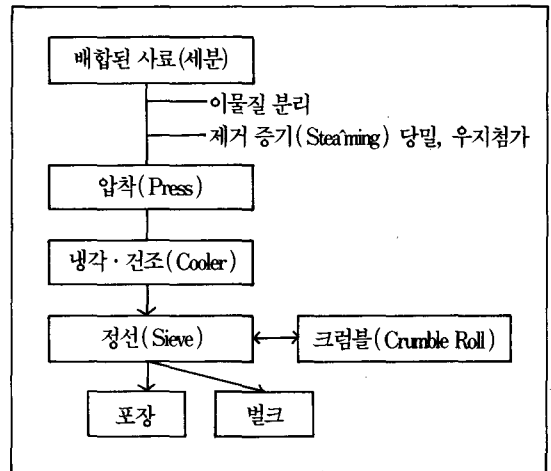 배합된 사료(세분)
이물질 분리
제거 증기(Steaming) 당밀, 우지첨가
압착(Press)
냉각·건조(Cooler)
정선(Sieve)
크럼블(Crumble Roll)
포장
벌크